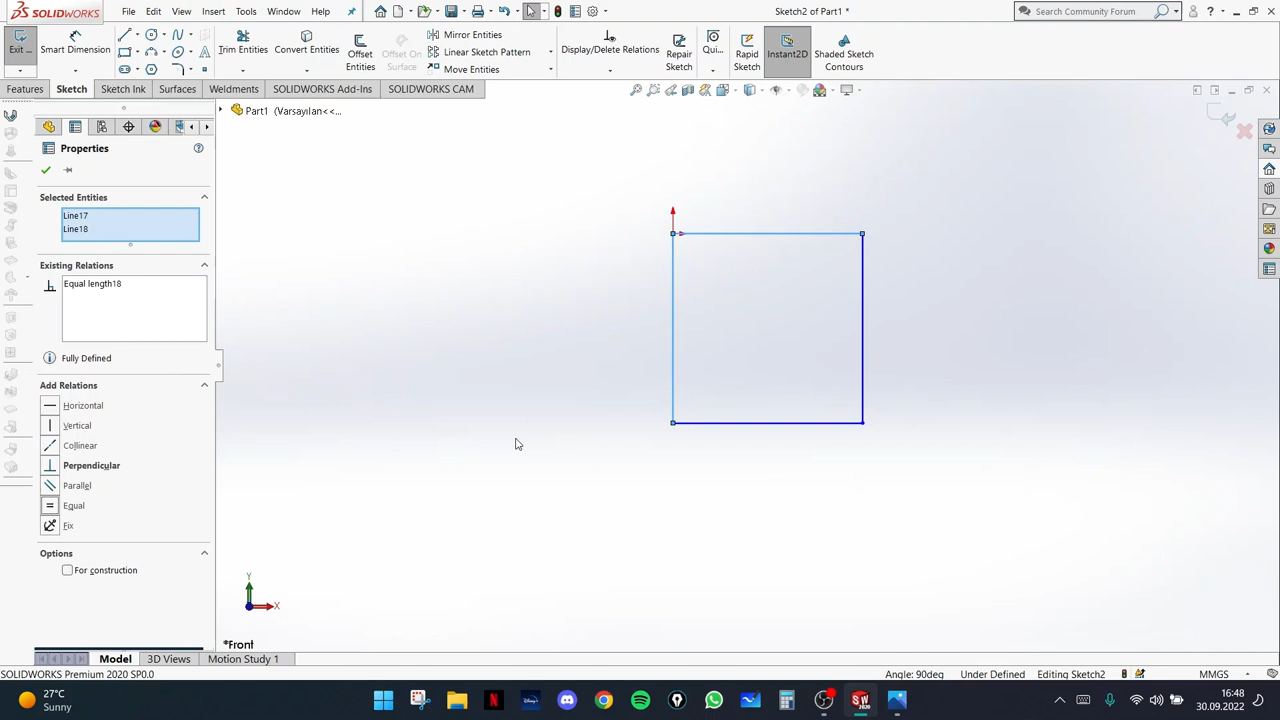 SOLIDWORKS File Edit View Insert Tools Window Help Sketch2 of Part1 * Search Community Forum
Exit ... Smart Dimension Trim Entities Convert Entities Offset Entities Offset On Surface Mirror Entities Linear Sketch Pattern Move Entities Display/Delete Relations Repair Sketch Qui... Rapid Sketch Instant2D Shaded Sketch Contours
Features Sketch Sketch Ink Surfaces Weldments SOLIDWORKS Add-Ins SOLIDWORKS CAM
Part1 (Varsayılan<<...
Properties
Selected Entities
Line17
Line18
Existing Relations
Equal length18
Fully Defined
Add Relations
Horizontal
Vertical
Collinear
Perpendicular
Parallel
Equal
Fix
Options
For construction
Y
X
*Front
Model 3D Views Motion Study 1
SOLIDWORKS Premium 2020 SP0.0 Angle: 90deg Under Defined Editing Sketch2 MMGS
27°C 16:48
Sunny 30.09.2022